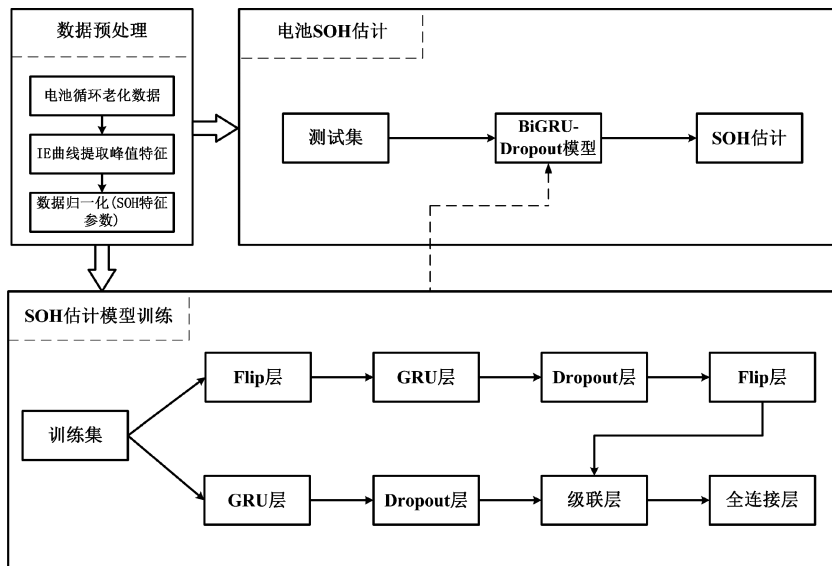 数据预处理
电池循环老化数据
IE曲线提取峰值特征
数据归一化(SOH特征
参数)
电池SOH估计
测试集
BiGRU-
Dropout模型
SOH估计
SOH估计模型训练
训练集
Flip层
GRU层
Dropout层
Flip层
GRU层
Dropout层
级联层
全连接层